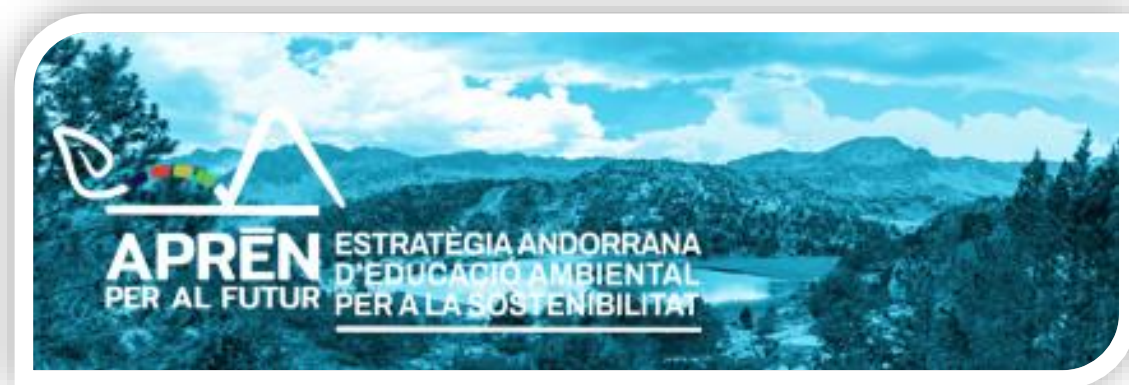 APRĒN
PER AL FUTUR
ESTRATÈGIA ANDORRANA
D'EDUCACIÓ AMBIENTAL
PER A LA SOSTENIBILITAT